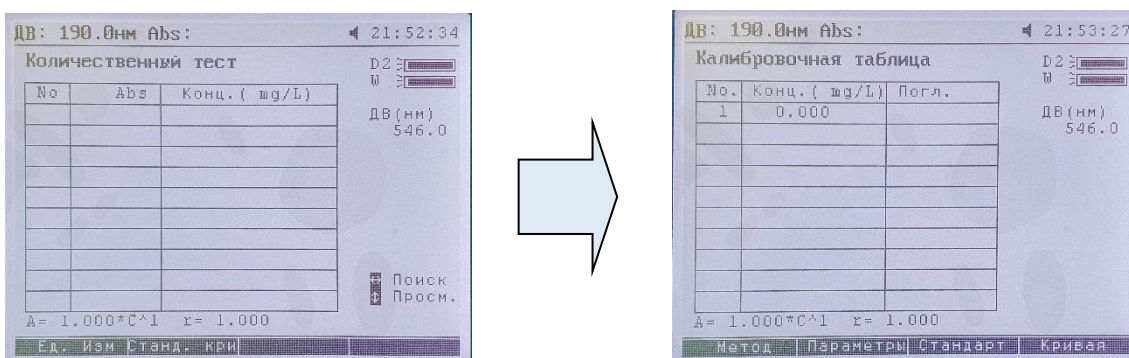 ДВ: 190.0нм Abs: 21:52:34
Количественный тест
D2
W
No Abs Конц.( mg/L)
ДВ(нм)
546.0
Поиск
Просм.
A= 1.000*C^1 r= 1.000
Ед. Изм Станд. кри
ДВ: 190.0нм Abs: 21:53:27
Калибровочная таблица
D2
W
No. Конц.( mg/L) Погл.
1 0.000
ДВ(нм)
546.0
A= 1.000*C^1 r= 1.000
Метод Параметры Стандарт Кривая